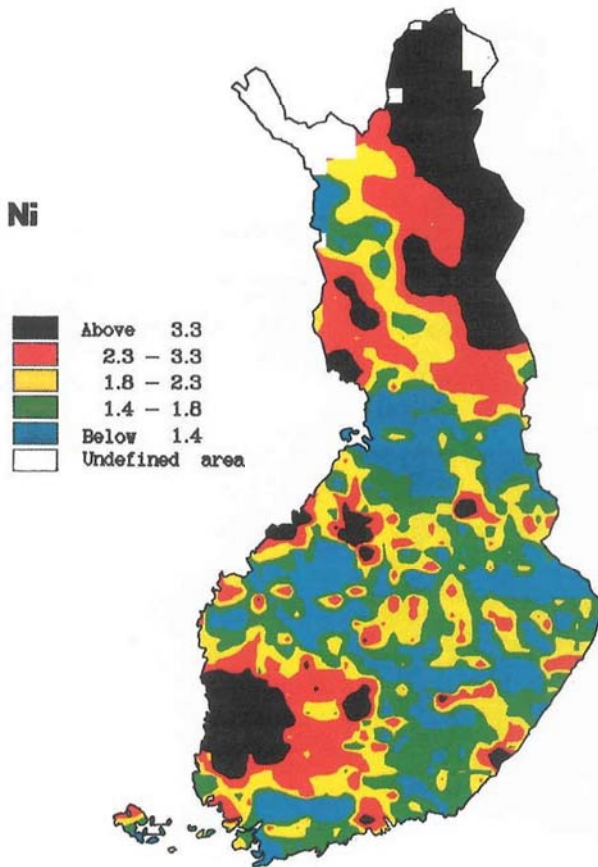 Ni
Above 3.3
2.3 – 3.3
1.8 – 2.3
1.4 – 1.8
Below 1.4
Undefined area